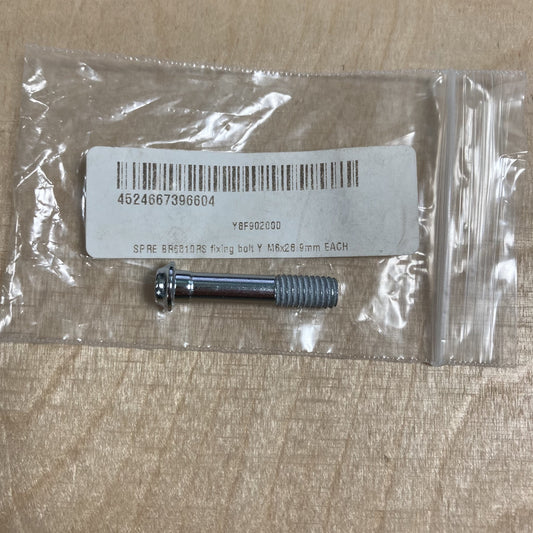 4524667396604
Y8F902000
SPRE BR6810RS fixing bolt Y M6x26.9mm EACH